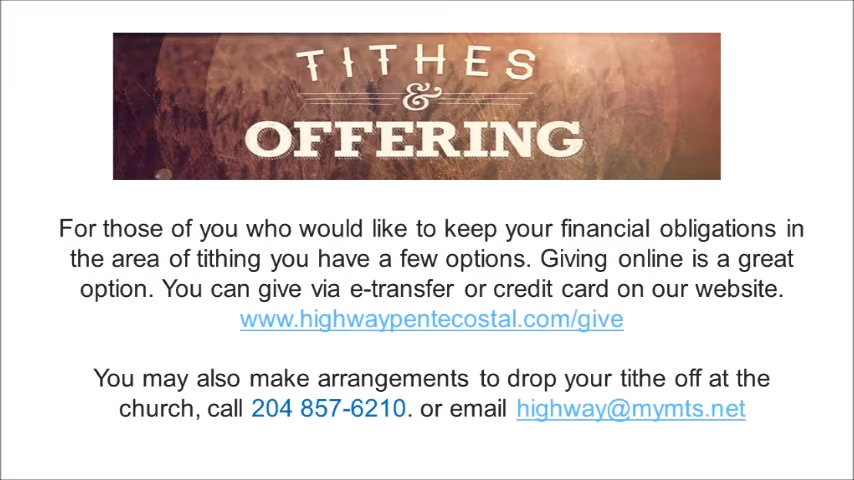 TITHES
&
OFFERING
For those of you who would like to keep your financial obligations in
the area of tithing you have a few options. Giving online is a great
option. You can give via e-transfer or credit card on our website.
www.highwaypentecostal.com/give
You may also make arrangements to drop your tithe off at the
church, call 204 857-6210. or email highway@mymts.net